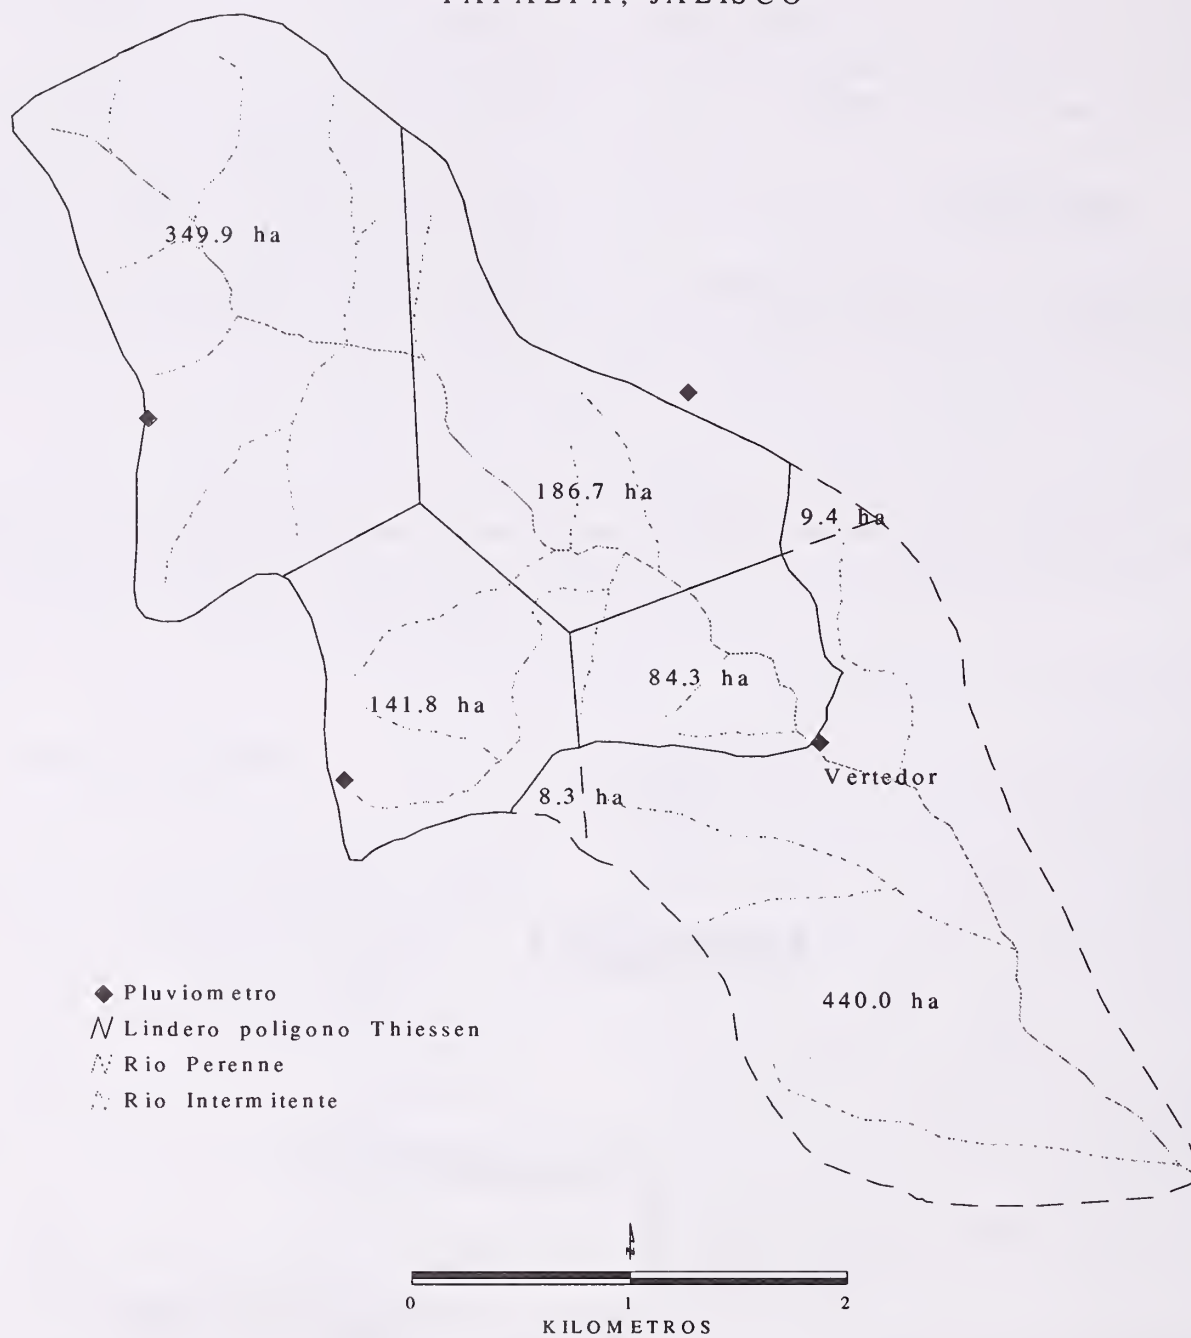 349.9 ha
186.7 ha
9.4 ha
84.3 ha
141.8 ha
Vertedor
8.3 ha
440.0 ha
Pluviometro
Lindero poligono Thiessen
Rio Perenne
Rio Intermitente
0 1 2
KILOMETROS